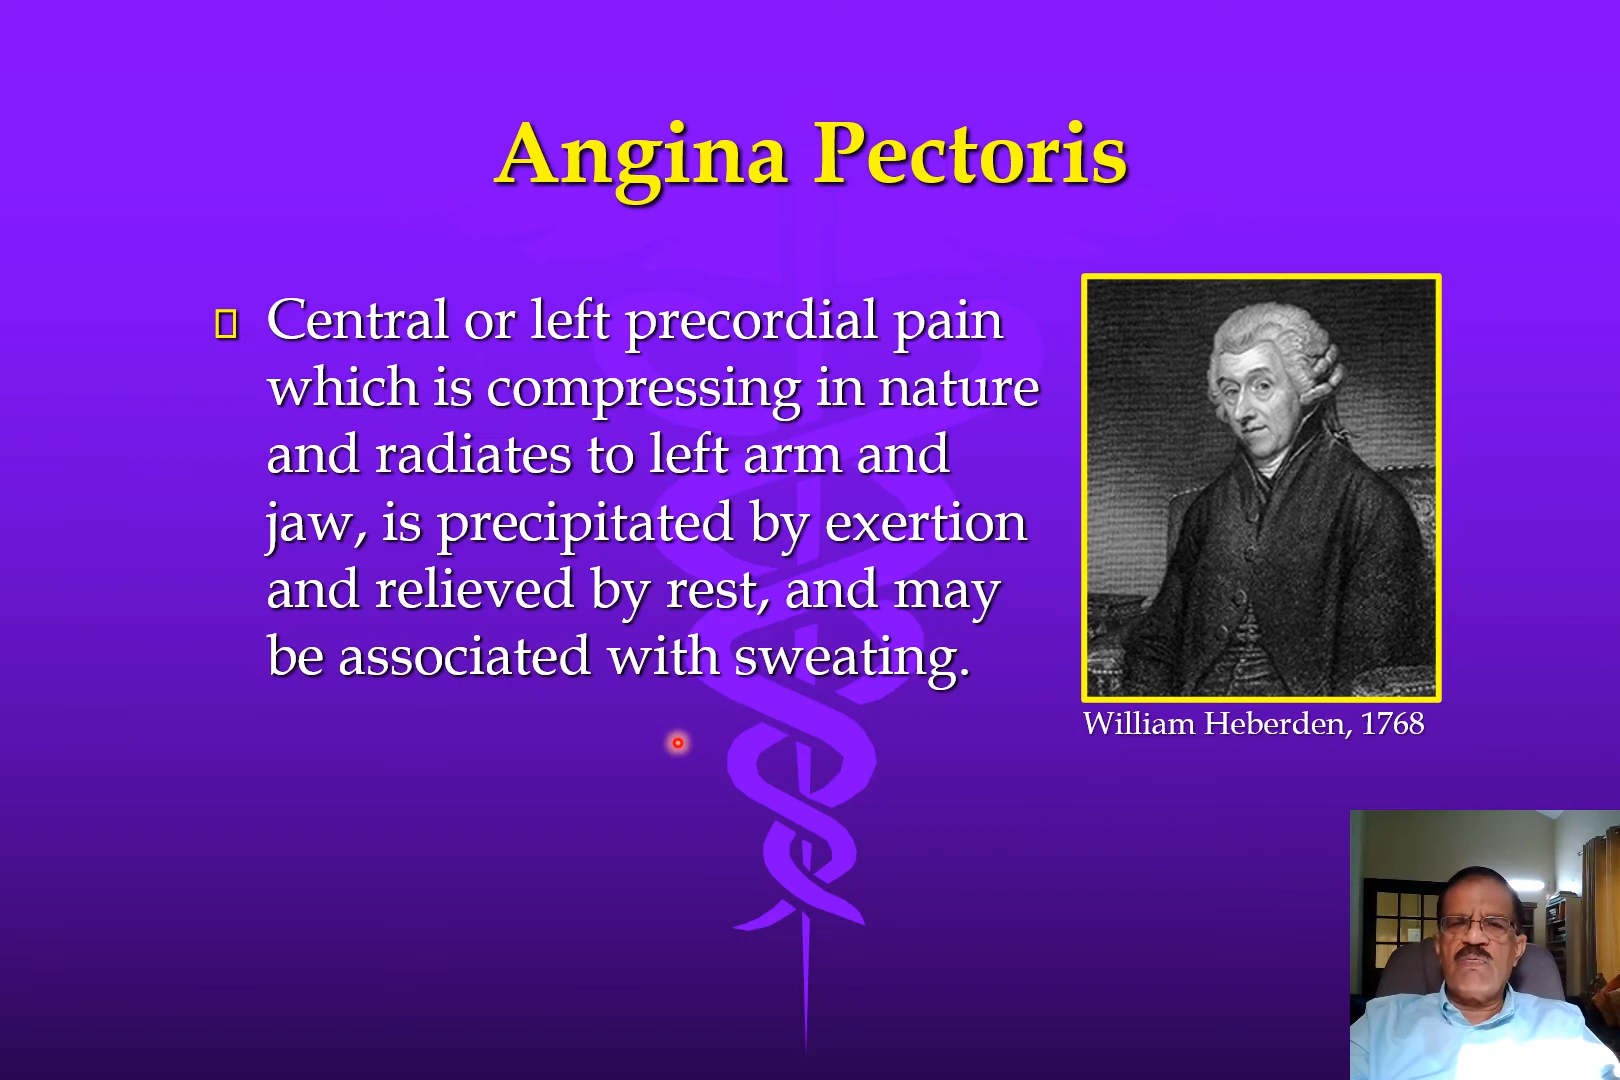 Angina Pectoris
Central or left precordial pain
which is compressing in nature
and radiates to left arm and
jaw, is precipitated by exertion
and relieved by rest, and may
be associated with sweating.
William Heberden, 1768